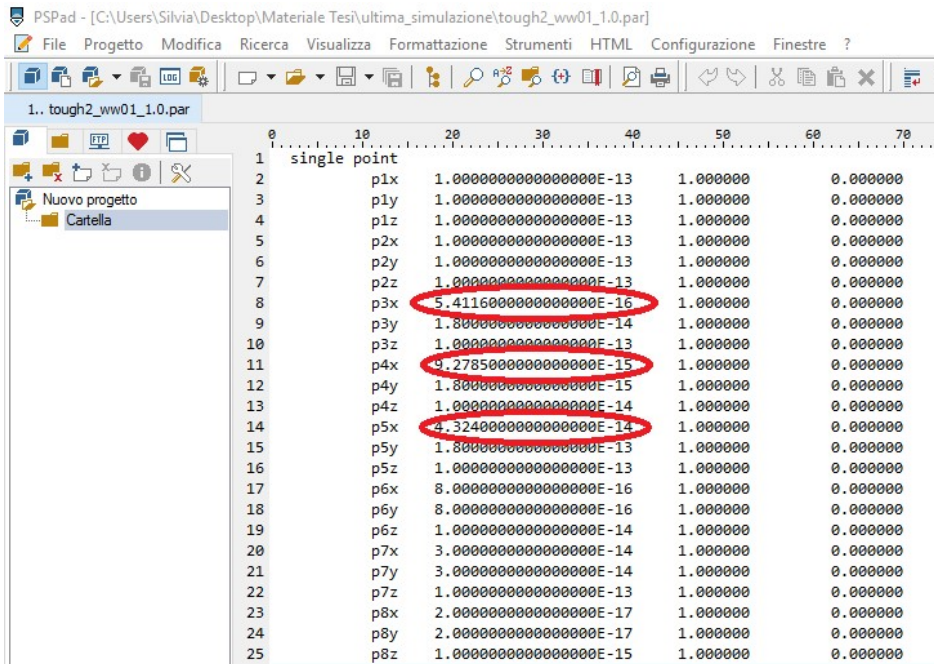 PSPad - [C:\Users\Silvia\Desktop\Materiale Tesi\ultima_simulazione\tough2_ww01_1.0.par]
File Progetto Modifica Ricerca Visualizza Formattazione Strumenti HTML Configurazione Finestre ?
LOG
1.. tough2_ww01_1.0.par
FTP
0 10 20 30 40 50 60 70
Nuovo progetto
Cartella
1 single point
2 p1x 1.0000000000000000E-13 1.000000 0.000000
3 p1y 1.0000000000000000E-13 1.000000 0.000000
4 p1z 1.0000000000000000E-13 1.000000 0.000000
5 p2x 1.0000000000000000E-13 1.000000 0.000000
6 p2y 1.0000000000000000E-13 1.000000 0.000000
7 p2z 1.0000000000000000E-13 1.000000 0.000000
8 p3x 5.4116000000000000E-16 1.000000 0.000000
9 p3y 1.8000000000000000E-14 1.000000 0.000000
10 p3z 1.0000000000000000E-13 1.000000 0.000000
11 p4x 9.2785000000000000E-15 1.000000 0.000000
12 p4y 1.8000000000000000E-15 1.000000 0.000000
13 p4z 1.0000000000000000E-14 1.000000 0.000000
14 p5x 4.3240000000000000E-14 1.000000 0.000000
15 p5y 1.8000000000000000E-13 1.000000 0.000000
16 p5z 1.0000000000000000E-13 1.000000 0.000000
17 p6x 8.0000000000000000E-16 1.000000 0.000000
18 p6y 8.0000000000000000E-16 1.000000 0.000000
19 p6z 1.0000000000000000E-14 1.000000 0.000000
20 p7x 3.0000000000000000E-14 1.000000 0.000000
21 p7y 3.0000000000000000E-14 1.000000 0.000000
22 p7z 1.0000000000000000E-13 1.000000 0.000000
23 p8x 2.0000000000000000E-17 1.000000 0.000000
24 p8y 2.0000000000000000E-17 1.000000 0.000000
25 p8z 1.0000000000000000E-15 1.000000 0.000000